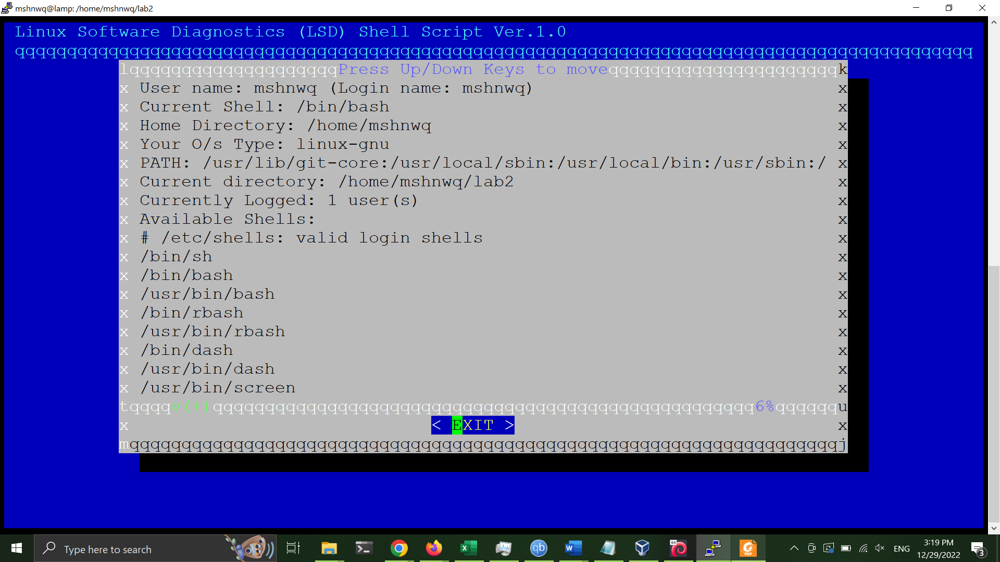 mshnwq@lamp: /home/mshnwq/lab2
Linux Software Diagnostics (LSD) Shell Script Ver.1.0
qqqqqqqqqqqqqqqqqqqqqqqqqqqqqqqqqqqqqqqqqqqqqqqqqqqqqqqqqqqqqqqqqqqqqqqqqqqqqqqqqqqqqqqqqqqq
lqqqqqqqqqqqqqqqqqqqqPress Up/Down Keys to moveqqqqqqqqqqqqqqqqqqqqqqk
x User name: mshnwq (Login name: mshnwq) x
x Current Shell: /bin/bash x
x Home Directory: /home/mshnwq x
x Your O/s Type: linux-gnu x
x PATH: /usr/lib/git-core:/usr/local/sbin:/usr/local/bin:/usr/sbin:/ x
x Current directory: /home/mshnwq/lab2 x
x Currently Logged: 1 user(s) x
x Available Shells: x
x # /etc/shells: valid login shells x
x /bin/sh x
x /bin/bash x
x /usr/bin/bash x
x /bin/rbash x
x /usr/bin/rbash x
x /bin/dash x
x /usr/bin/dash x
x /usr/bin/screen x
tqqqqv(+)qqqqqqqqqqqqqqqqqqqqqqqqqqqqqqqqqqqqqqqqqqqqqqqqqqqq6%qqqqqqu
x < EXIT > x
mqqqqqqqqqqqqqqqqqqqqqqqqqqqqqqqqqqqqqqqqqqqqqqqqqqqqqqqqqqqqqqqqqqqqj
Type here to search
qb
W
64
PDF
ENG
3:19 PM
12/29/2022
3